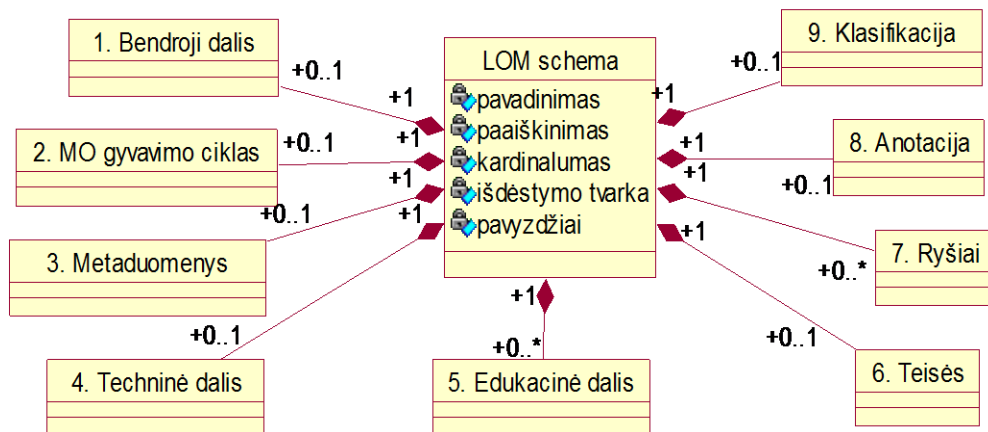 1. Bendroji dalis
+0..1
+1
2. MO gyvavimo ciklas
+0..1
+1
3. Metaduomenys
+0..1
+1
4. Techninė dalis
+0..1
+1
LOM schema
pavadinimas
paaiškinimas
kardinalumas
išdėstymo tvarka
pavyzdžiai
+1
+0..*
5. Edukacinė dalis
9. Klasifikacija
+0..1
+1
8. Anotacija
+1
+0..1
7. Ryšiai
+1
+0..*
6. Teisės
+1
+0..1